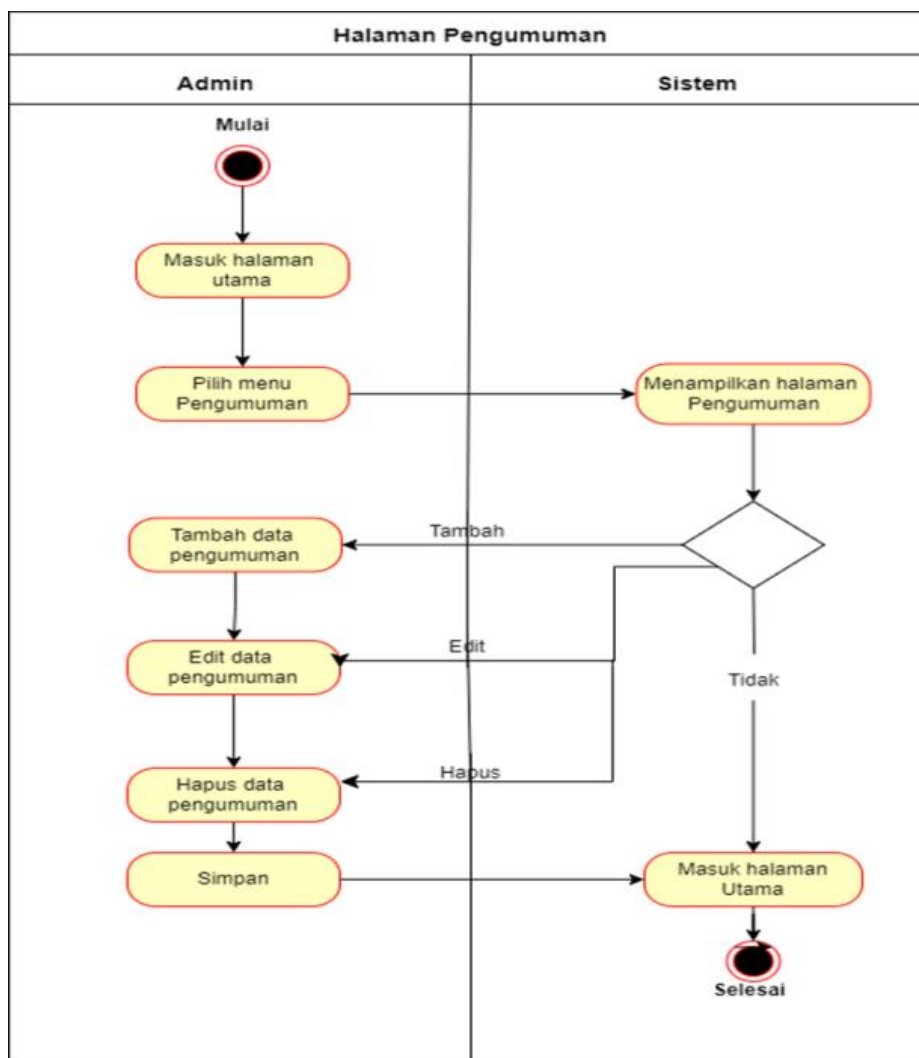 Halaman Pengumuman
Admin
Sistem
Mulai
Masuk halaman
utama
Pilih menu
Pengumuman
Menampilkan halaman
Pengumuman
Tambah data
pengumuman
Tambah
Edit data
pengumuman
Edit
Tidak
Hapus data
pengumuman
Hapus
Simpan
Masuk halaman
Utama
Selesai